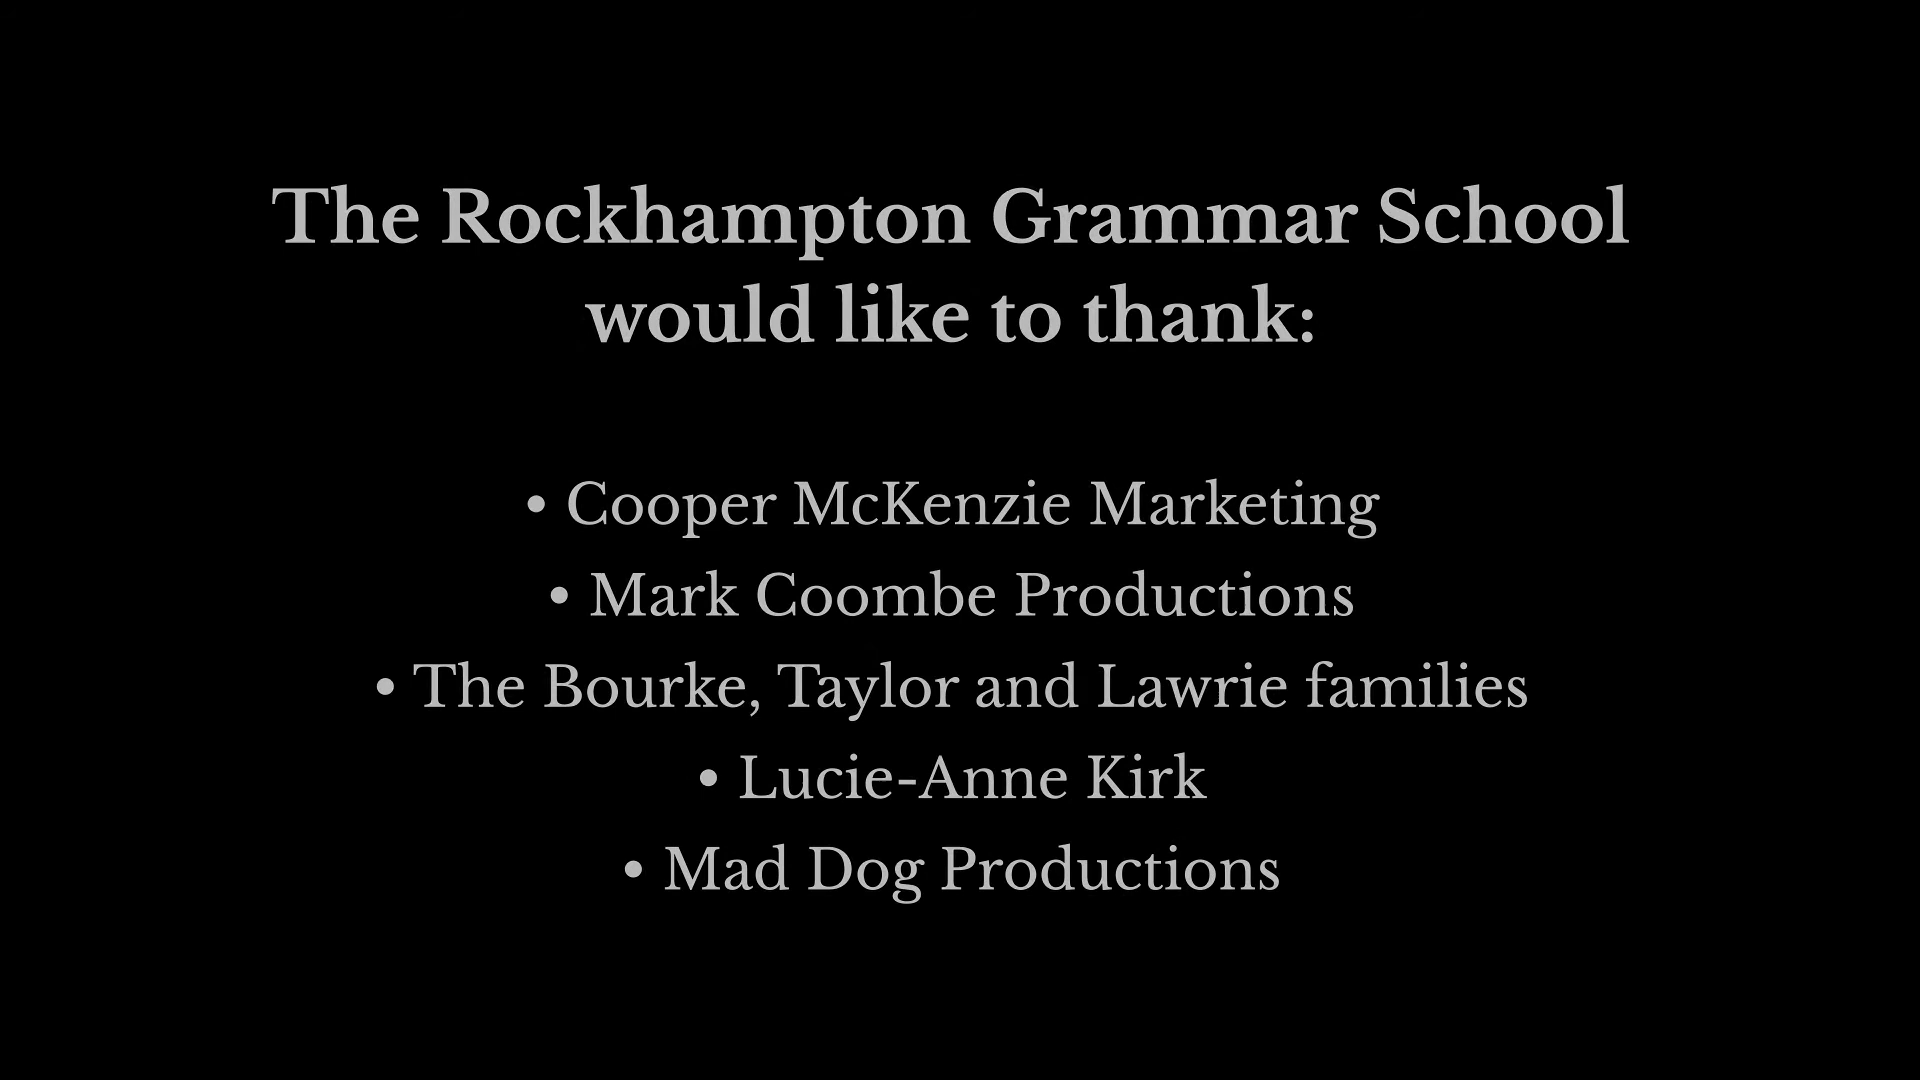 The Rockhampton Grammar School
would like to thank:
• Cooper McKenzie Marketing
• Mark Coombe Productions
• The Bourke, Taylor and Lawrie families
• Lucie-Anne Kirk
• Mad Dog Productions